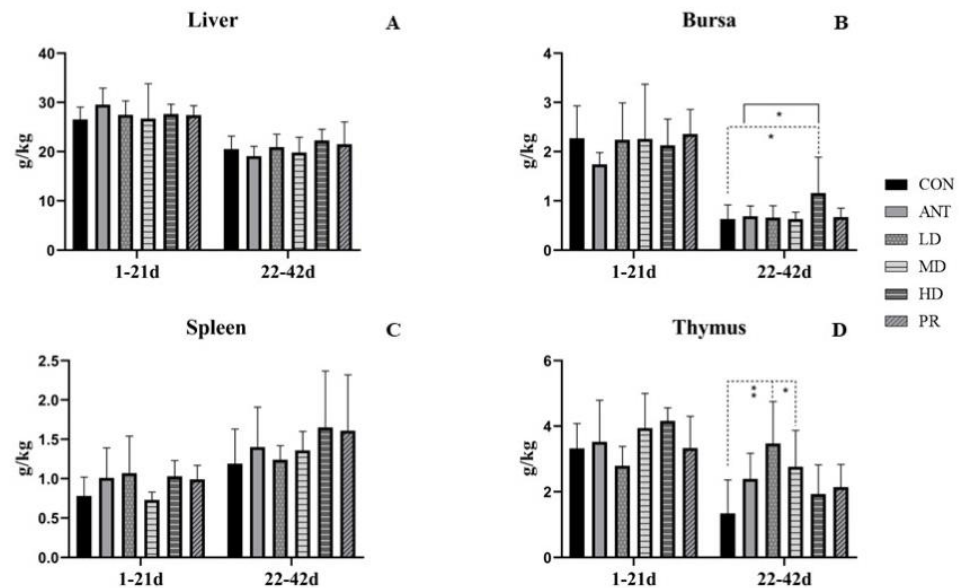 Liver
A
g/kg
40
30
20
10
0
1-21d
22-42d
Bursa
B
g/kg
4
3
2
1
0
*
*
1-21d
22-42d
CON
ANT
LD
MD
HD
PR
Spleen
C
g/kg
2.5
2.0
1.5
1.0
0.5
0.0
1-21d
22-42d
Thymus
D
g/kg
6
4
2
0
**
*
1-21d
22-42d